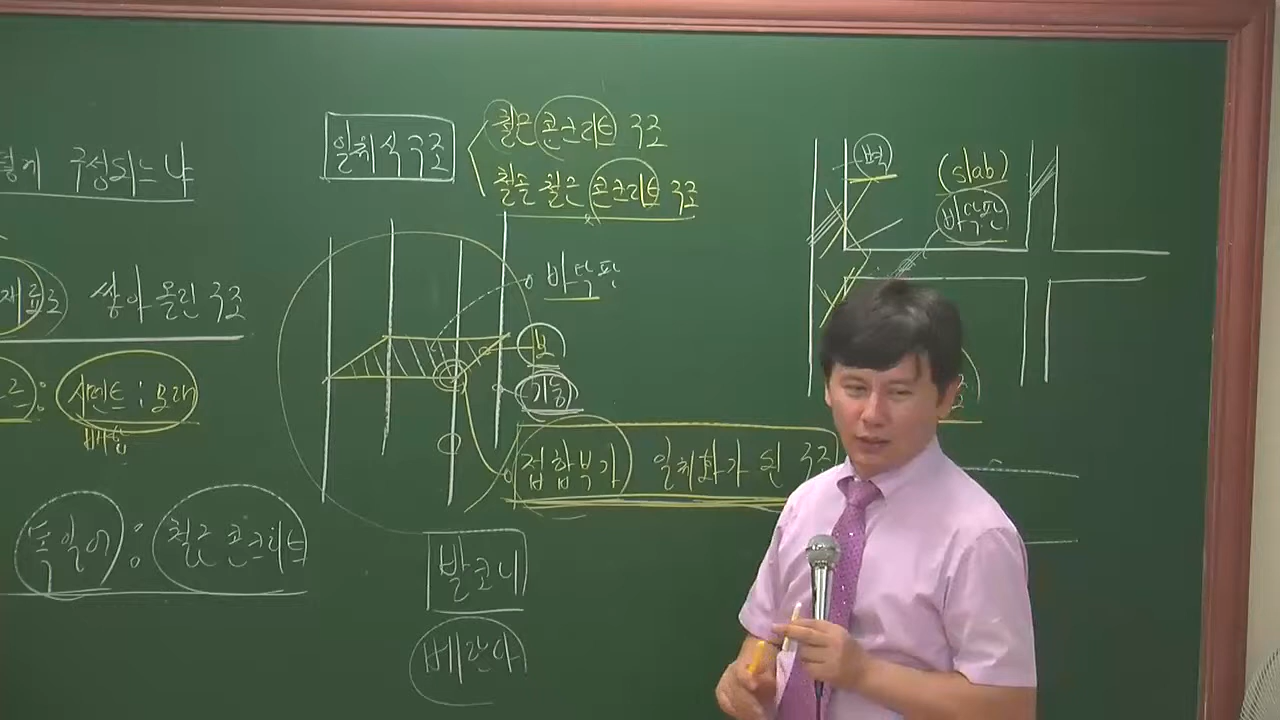 구성되느냐
쌓아 올린 구조
시멘트 : 모래
독일어 : 철근 콘크리트
일체식 구조
철근 콘크리트 구조
철골 철근 콘크리트 구조
바닥판
보
기둥
접합부가 일체화가 된 구조
발코니
베란다
벽
(slab)
바닥판